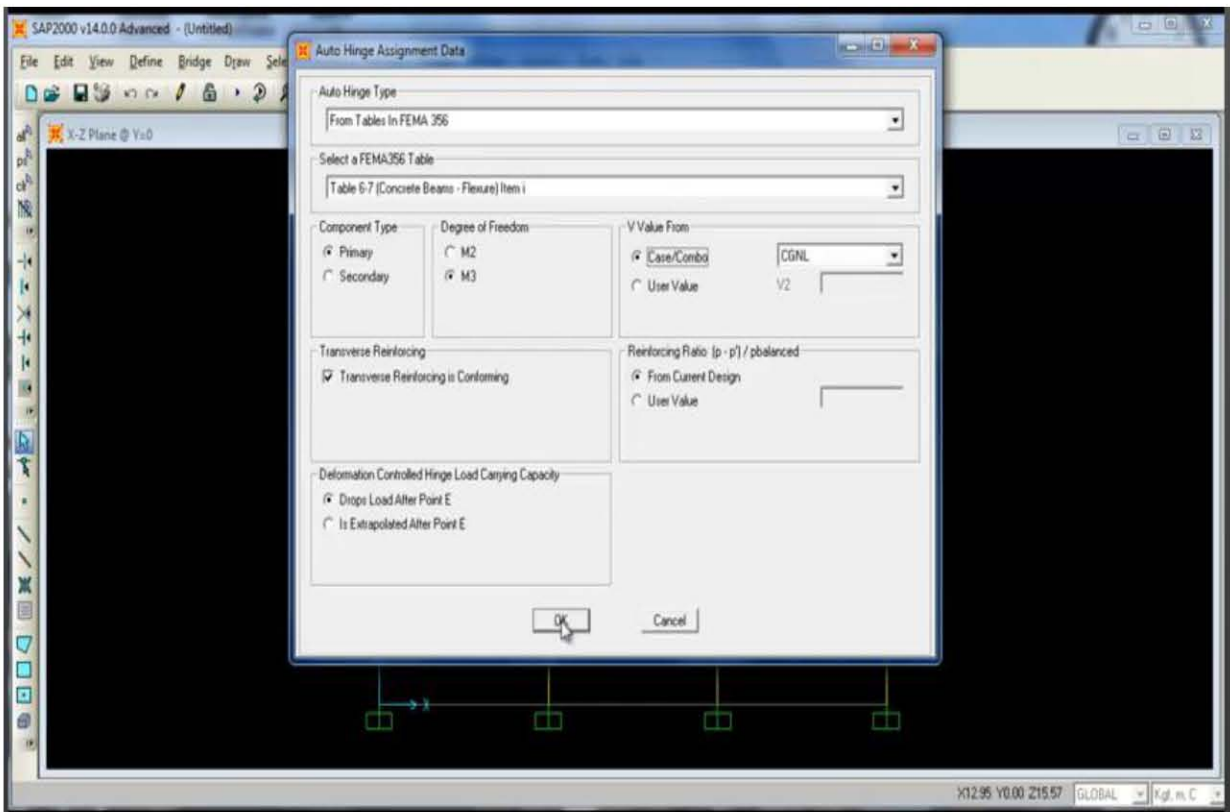 SAP2000 v14.0.0 Advanced - (Untitled)
File Edit View Define Bridge Draw Sele
X-Z Plane @ Y=0
Auto Hinge Assignment Data
Auto Hinge Type
From Tables In FEMA 356
Select a FEMA356 Table
Table 6-7 (Concrete Beams - Flexure) Item i
Component Type
Primary
Secondary
Degree of Freedom
M2
M3
V Value From
Case/Combo CGNL
User Value V2
Transverse Reinforcing
Transverse Reinforcing is Conforming
Reinforcing Ratio (p - p') / pbalanced
From Current Design
User Value
Deformation Controlled Hinge Load Carrying Capacity
Drops Load After Point E
Is Extrapolated After Point E
OK Cancel
X
X12.95 Y0.00 Z15.57 GLOBAL Kgf, m, C